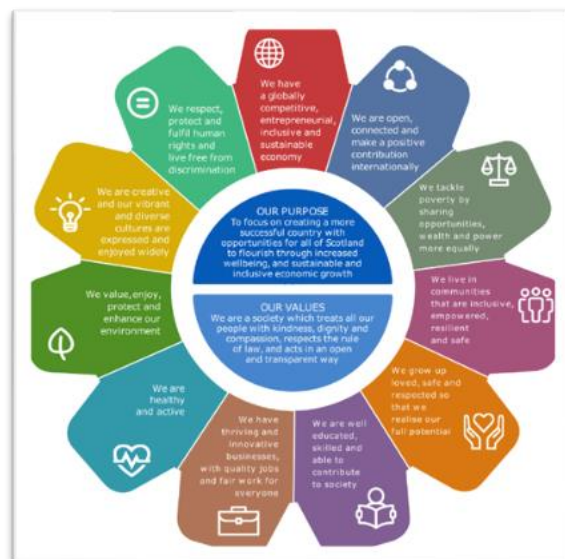 We have
a globally
competitive,
entrepreneurial,
inclusive and
sustainable
economy
We are open,
connected and
make a positive
contribution
internationally
We tackle
poverty by
sharing
opportunities,
wealth and power
more equally
We live in
communities
that are inclusive,
empowered,
resilient
and safe
We grow up
loved, safe and
respected so
that we
realise our
full potential
We are well
educated,
skilled and
able to
contribute
to society
We have
thriving and
innovative
businesses,
with quality jobs
and fair work for
everyone
We are
healthy
and active
We value, enjoy,
protect and
enhance our
environment
We are creative
and our vibrant
and diverse
cultures are
expressed and
enjoyed widely
We respect,
protect and
fulfil human
rights and
live free from
discrimination
OUR PURPOSE
To focus on creating a more
successful country with
opportunities for all of Scotland
to flourish through increased
wellbeing, and sustainable and
inclusive economic growth
OUR VALUES
We are a society which treats all our
people with kindness, dignity and
compassion, respects the rule
of law, and acts in an open
and transparent way